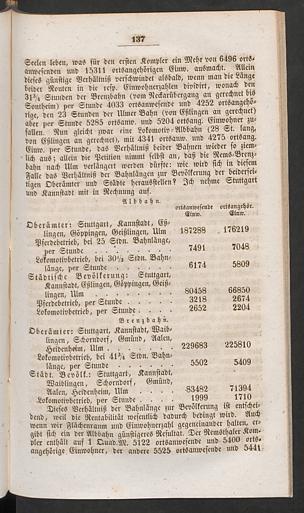 137
Seelen leben, was für den ersten Komplex ein Mehr von 6496 orts-
anwesenden und 15311 ortsangehörigen Einw. ausmacht. Allein
dieses günstige Verhältniß verschwindet alsbald, wenn man die Länge
beider Routen in die resp. Einwohnerzahlen dividirt, wonach den
31¾ Stunden der Brenzbahn (vom Neckarübergang an gerechnet bis
Sontheim) per Stunde 4033 ortsanwesende und 4252 ortsangehö-
rige, den 23 Stunden der Ulmer Bahn (von Eßlingen an gerechnet)
aber per Stunde 5285 ortsanw. und 5204 ortsang. Einwohner zu-
fallen. Nun gleicht zwar eine Lokomotiv-Albbahn (28 St. lang,
von Eßlingen an gerechnet), mit 4341 ortsanw. und 4275 ortsang.
Einw. per Stunde, das Verhältniß beider Bahnen wieder so ziem-
lich aus; allein die Petition nimmt selbst an, daß die Rems-Brenz-
bahn nach Ulm verlängert werden dürfe: wie wird sich in diesem
Falle das Verhältniß der Bahnlängen zur Bevölkerung der beidersei-
tigen Oberämter und Städte herausstellen? Ich nehme Stuttgart
und Kannstadt mit in Rechnung auf.
Albbahn.
ortsanwesende ortsangehör.
Einw. Einw.
Oberämter: Stuttgart, Kannstadt, Eß-
lingen, Göppingen, Geißlingen, Ulm 187288 176219
Pferdebetrieb, bei 25 Stdn. Bahnlänge,
per Stunde 7491 7048
Lokomotivbetrieb, bei 30⅓ Stdn. Bahn-
länge, per Stunde 6174 5809
Städtische Bevölkerung: Stuttgart,
Kannstadt, Eßlingen, Göppingen, Geiß-
lingen, Ulm 80458 66850
Pferdebetrieb, per Stunde 3218 2674
Lokomotivbetrieb, per Stunde 2652 2204
Brenzbahn.
Oberämter: Stuttgart, Kannstadt, Waib-
lingen, Schorndorf, Gmünd, Aalen,
Heidenheim, Ulm 229683 225810
Lokomotivbetrieb, bei 41¾ Stdn. Bahn-
länge, per Stunde 5502 5409
Städt. Bevölk.: Stuttgart, Kannstadt,
Waiblingen, Schorndorf, Gmünd,
Aalen, Heidenheim, Ulm 83482 71394
Lokomotivbetrieb, per Stunde 1999 1710
Dieses Verhältniß der Bahnlänge zur Bevölkerung ist entschei-
dend, weil die Rentabilität wesentlich dadurch bedingt wird. Auch
wenn wir Flächenraum und Einwohnerzahl gegeneinander halten, er-
gibt sich ein der Albbahn günstigeres Resultat. Der Remsthaler Kom-
plex enthält auf 1 Quad.M. 5122 ortsanwesende und 5400 orts-
angehörige Einwohner, der andere 5525 ortsanwesende und 5441